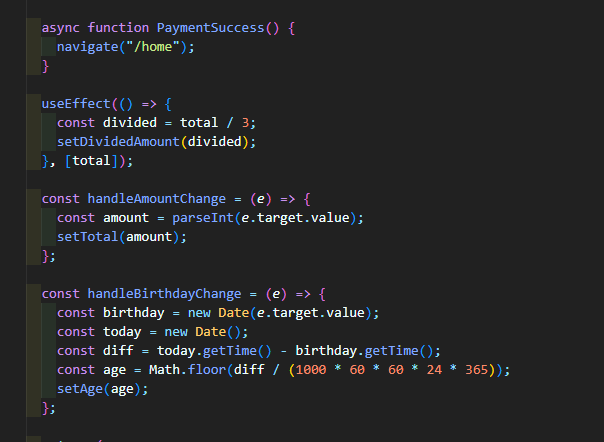 async function PaymentSuccess() {
  navigate("/home");
}

useEffect(() => {
  const divided = total / 3;
  setDividedAmount(divided);
}, [total]);

const handleAmountChange = (e) => {
  const amount = parseInt(e.target.value);
  setTotal(amount);
};

const handleBirthdayChange = (e) => {
  const birthday = new Date(e.target.value);
  const today = new Date();
  const diff = today.getTime() - birthday.getTime();
  const age = Math.floor(diff / (1000 * 60 * 60 * 24 * 365));
  setAge(age);
};